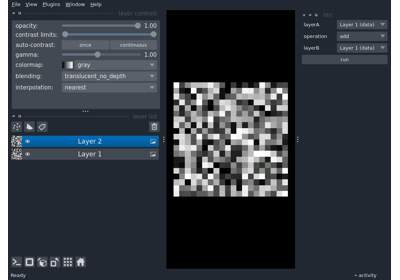 File View Plugins Window Help
layer controls
opacity: 1.00
contrast limits:
auto-contrast: once continuous
gamma: 1.00
colormap: gray
blending: translucent_no_depth
interpolation: nearest
layer list
Layer 2
Layer 1
Ready
layerA Layer 1 (data)
operation add
layerB Layer 1 (data)
run
activity